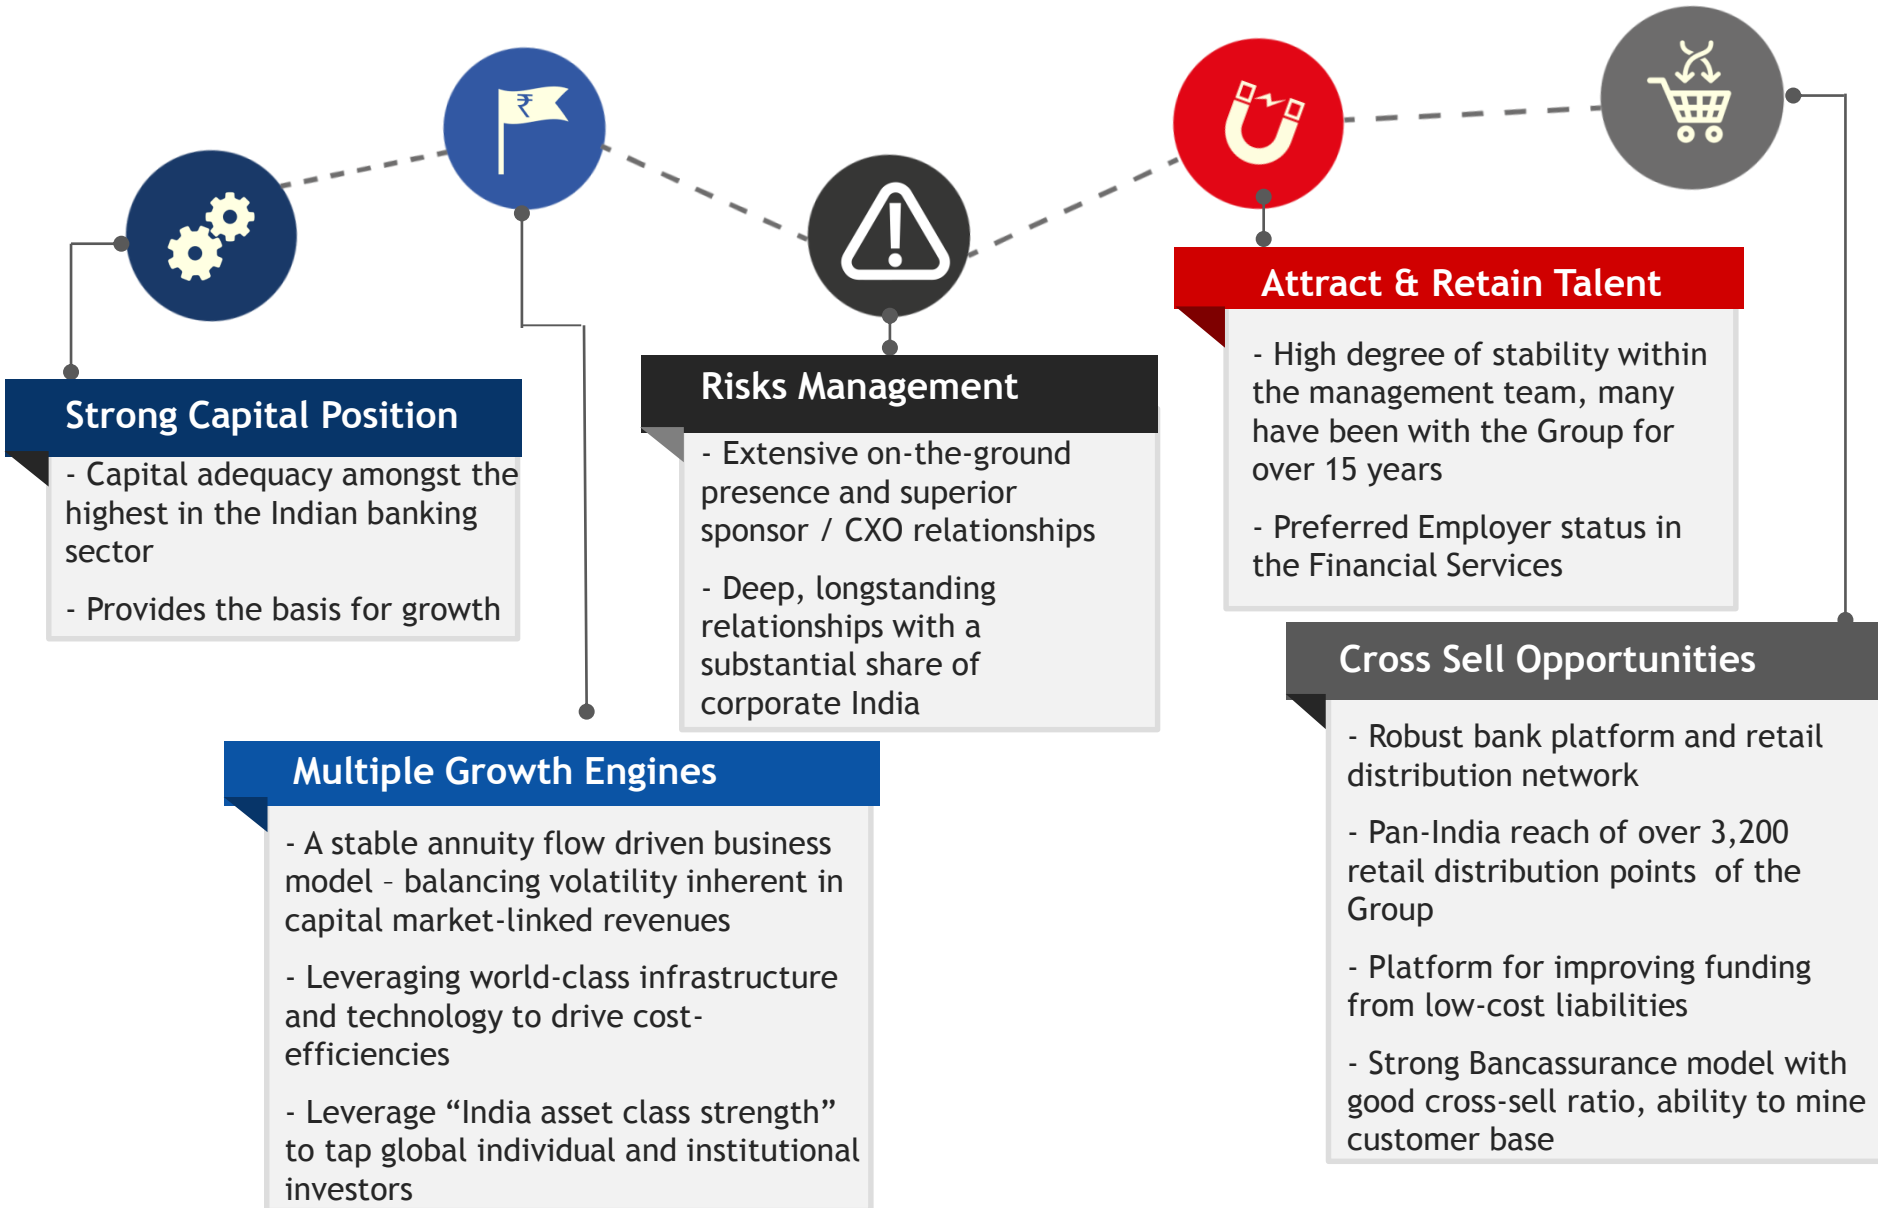 ₹
Strong Capital Position
- Capital adequacy amongst the
highest in the Indian banking
sector
- Provides the basis for growth
Multiple Growth Engines
- A stable annuity flow driven business
model – balancing volatility inherent in
capital market-linked revenues
- Leveraging world-class infrastructure
and technology to drive cost-
efficiencies
- Leverage “India asset class strength”
to tap global individual and institutional
investors
Risks Management
- Extensive on-the-ground
presence and superior
sponsor / CXO relationships
- Deep, longstanding
relationships with a
substantial share of
corporate India
Attract & Retain Talent
- High degree of stability within
the management team, many
have been with the Group for
over 15 years
- Preferred Employer status in
the Financial Services
Cross Sell Opportunities
- Robust bank platform and retail
distribution network
- Pan-India reach of over 3,200
retail distribution points  of the
Group
- Platform for improving funding
from low-cost liabilities
- Strong Bancassurance model with
good cross-sell ratio, ability to mine
customer base